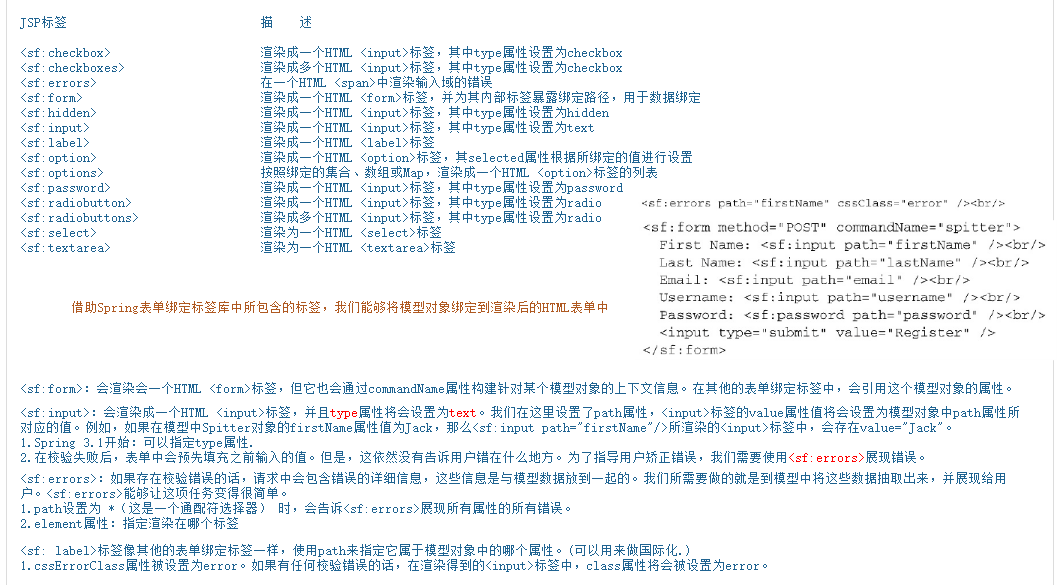 JSP标签 描 述
<sf:checkbox> 渲染成一个HTML <input>标签，其中type属性设置为checkbox
<sf:checkboxes> 渲染成多个HTML <input>标签，其中type属性设置为checkbox
<sf:errors> 在一个HTML <span>中渲染输入域的错误
<sf:form> 渲染成一个HTML <form>标签，并为其内部标签暴露绑定路径，用于数据绑定
<sf:hidden> 渲染成一个HTML <input>标签，其中type属性设置为hidden
<sf:input> 渲染成一个HTML <input>标签，其中type属性设置为text
<sf:label> 渲染成一个HTML <label>标签
<sf:option> 渲染成一个HTML <option>标签，其selected属性根据所绑定的值进行设置
<sf:options> 按照绑定的集合、数组或Map，渲染成一个HTML <option>标签的列表
<sf:password> 渲染成一个HTML <input>标签，其中type属性设置为password
<sf:radiobutton> 渲染成一个HTML <input>标签，其中type属性设置为radio
<sf:radiobuttons> 渲染成多个HTML <input>标签，其中type属性设置为radio
<sf:select> 渲染为一个HTML <select>标签
<sf:textarea> 渲染为一个HTML <textarea>标签
<sf:errors path="firstName" cssClass="error" /><br/>
<sf:form method="POST" commandName="spitter">
First Name: <sf:input path="firstName" /><br/>
Last Name: <sf:input path="lastName" /><br/>
Email: <sf:input path="email" /><br/>
Username: <sf:input path="username" /><br/>
Password: <sf:password path="password" /><br/>
<input type="submit" value="Register" />
</sf:form>
借助Spring表单绑定标签库中所包含的标签，我们能够将模型对象绑定到渲染后的HTML表单中
<sf:form>：会渲染会一个HTML <form>标签，但它也会通过commandName属性构建针对某个模型对象的上下文信息。在其他的表单绑定标签中，会引用这个模型对象的属性。
<sf:input>：会渲染成一个HTML <input>标签，并且type属性将会设置为text。我们在这里设置了path属性，<input>标签的value属性值将会设置为模型对象中path属性所
对应的值。例如，如果在模型中Spitter对象的firstName属性值为Jack，那么<sf:input path="firstName"/>所渲染的<input>标签中，会存在value="Jack"。
1.Spring 3.1开始：可以指定type属性.
2.在校验失败后，表单中会预先填充之前输入的值。但是，这依然没有告诉用户错在什么地方。为了指导用户矫正错误，我们需要使用<sf:errors>展现错误。
<sf:errors>：如果存在校验错误的话，请求中会包含错误的详细信息，这些信息是与模型数据放到一起的。我们所需要做的就是到模型中将这些数据抽取出来，并展现给用
户。<sf:errors>能够让这项任务变得很简单。
1.path设置为 *（这是一个通配符选择器） 时，会告诉<sf:errors>展现所有属性的所有错误。
2.element属性：指定渲染在哪个标签
<sf: label>标签像其他的表单绑定标签一样，使用path来指定它属于模型对象中的哪个属性。(可以用来做国际化.)
1.cssErrorClass属性被设置为error。如果有任何校验错误的话，在渲染得到的<input>标签中，class属性将会被设置为error。